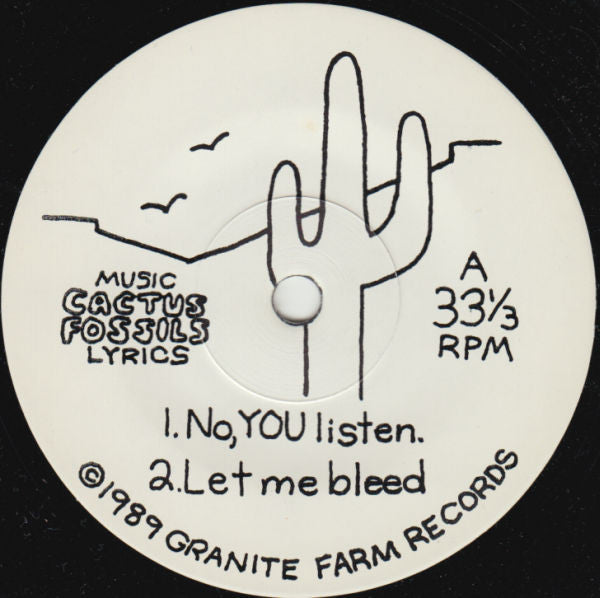 MUSIC
CACTUS
FOSSILS
LYRICS
A
33⅓
RPM
1. No, YOU listen.
2. Let me bleed
©1989 GRANITE FARM RECORDS